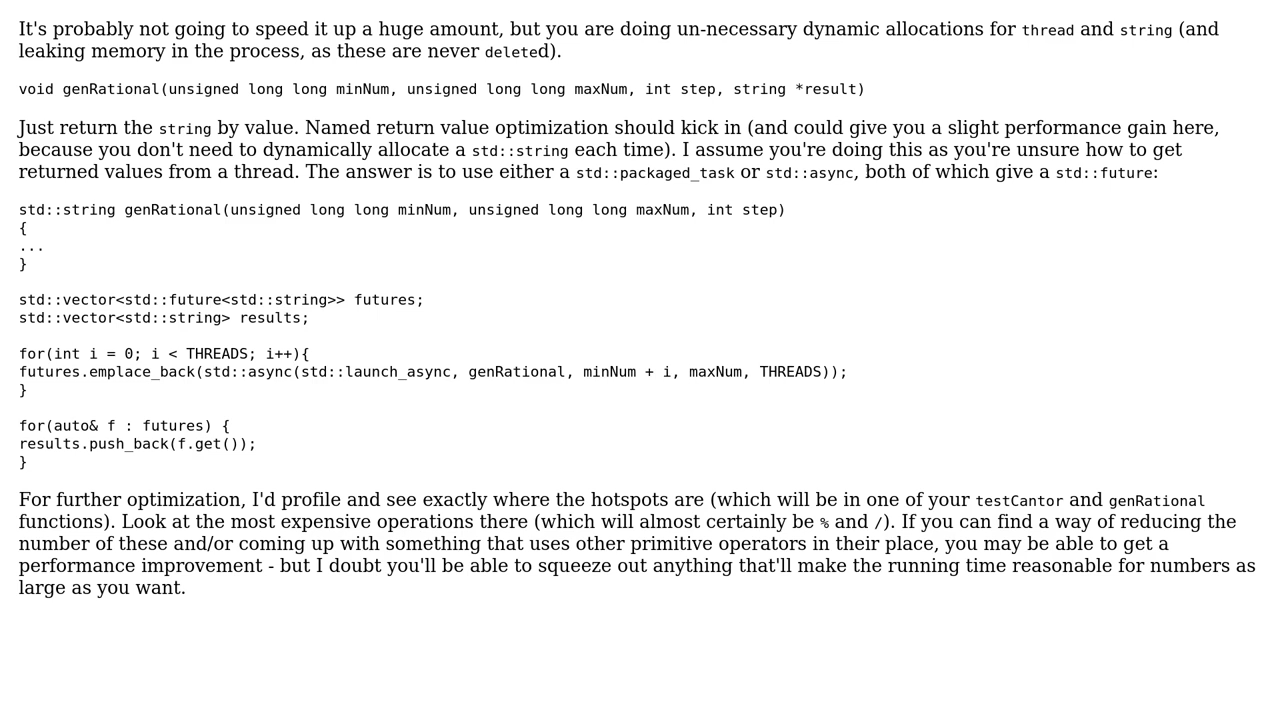 It's probably not going to speed it up a huge amount, but you are doing un-necessary dynamic allocations for thread and string (and
leaking memory in the process, as these are never deleted).
void genRational(unsigned long long minNum, unsigned long long maxNum, int step, string *result)
Just return the string by value. Named return value optimization should kick in (and could give you a slight performance gain here,
because you don't need to dynamically allocate a std::string each time). I assume you're doing this as you're unsure how to get
returned values from a thread. The answer is to use either a std::packaged_task or std::async, both of which give a std::future:
std::string genRational(unsigned long long minNum, unsigned long long maxNum, int step)
{
...
}
std::vector<std::future<std::string>> futures;
std::vector<std::string> results;
for(int i = 0; i < THREADS; i++){
futures.emplace_back(std::async(std::launch_async, genRational, minNum + i, maxNum, THREADS));
}
for(auto& f : futures) {
results.push_back(f.get());
}
For further optimization, I'd profile and see exactly where the hotspots are (which will be in one of your testCantor and genRational
functions). Look at the most expensive operations there (which will almost certainly be % and /). If you can find a way of reducing the
number of these and/or coming up with something that uses other primitive operators in their place, you may be able to get a
performance improvement - but I doubt you'll be able to squeeze out anything that'll make the running time reasonable for numbers as
large as you want.